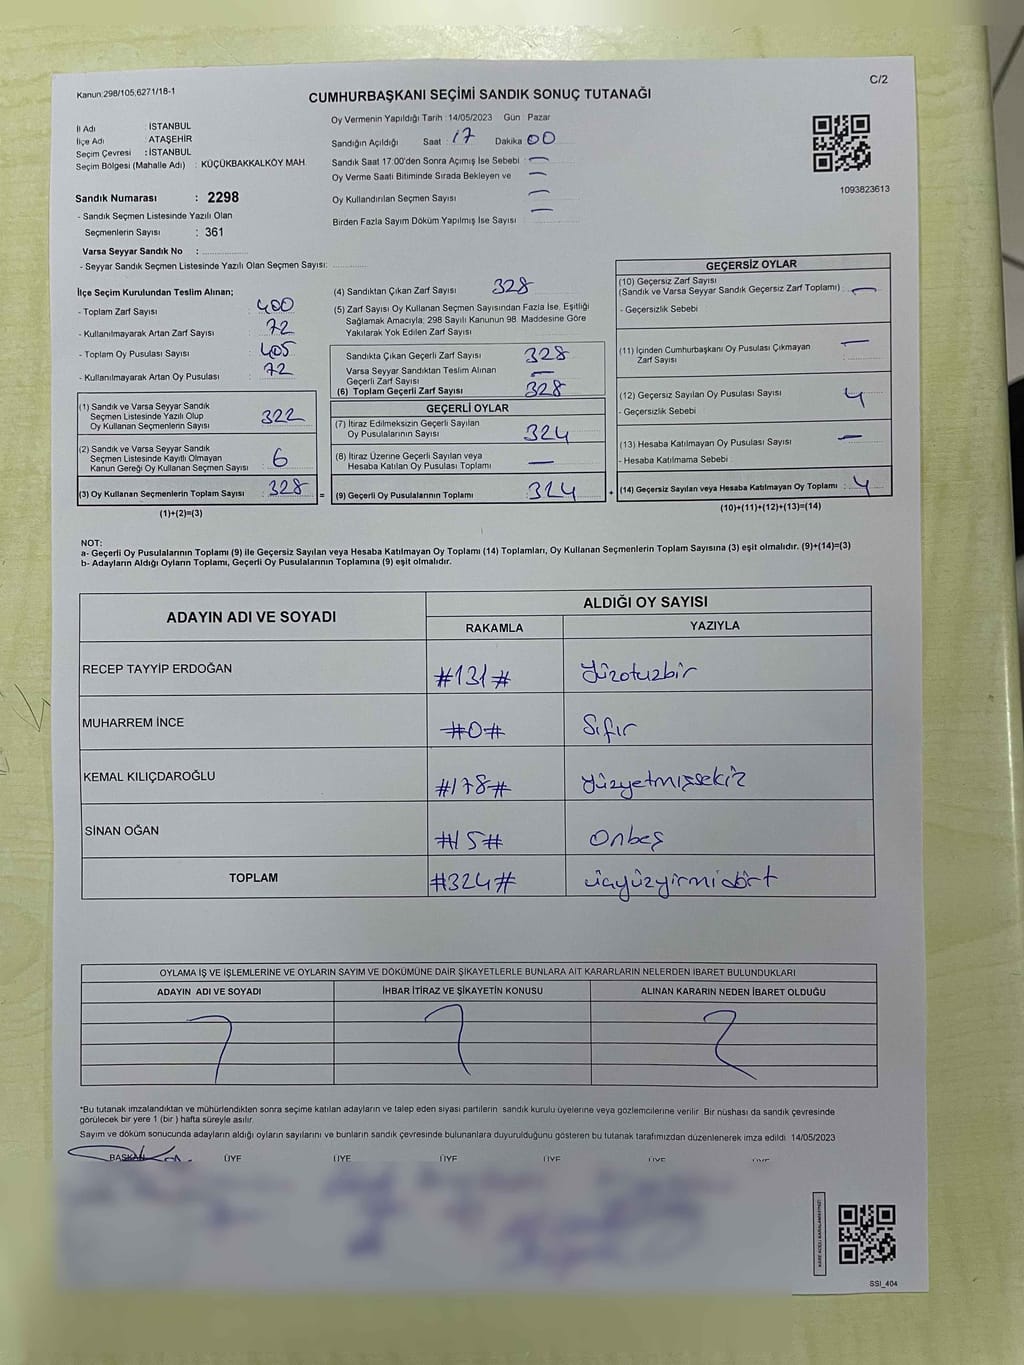 Kanun:298/105,6271/18-1
C/2
CUMHURBAŞKANI SEÇİMİ SANDIK SONUÇ TUTANAĞI
İl Adı : İSTANBUL
İlçe Adı : ATAŞEHİR
Seçim Çevresi : İSTANBUL
Seçim Bölgesi (Mahalle Adı) : KÜÇÜKBAKKALKÖY MAH.
Sandık Numarası : 2298
- Sandık Seçmen Listesinde Yazılı Olan
Seçmenlerin Sayısı : 361
Varsa Seyyar Sandık No :
- Seyyar Sandık Seçmen Listesinde Yazılı Olan Seçmen Sayısı:
Oy Vermenin Yapıldığı Tarih : 14/05/2023 Gün : Pazar
Sandığın Açıldığı Saat : 17 Dakika 00
Sandık Saat 17:00'den Sonra Açımış İse Sebebi : —
Oy Verme Saati Bitiminde Sırada Bekleyen ve —
Oy Kullandırılan Seçmen Sayısı : —
Birden Fazla Sayım Döküm Yapılmış İse Sayısı : —
1093823613
İlçe Seçim Kurulundan Teslim Alınan;
- Toplam Zarf Sayısı : 400
- Kullanılmayarak Artan Zarf Sayısı : 72
- Toplam Oy Pusulası Sayısı : 405
- Kullanılmayarak Artan Oy Pusulası : 72
(1) Sandık ve Varsa Seyyar Sandık
Seçmen Listesinde Yazılı Olup
Oy Kullanan Seçmenlerin Sayısı : 322
(2) Sandık ve Varsa Seyyar Sandık
Seçmen Listesinde Kayıtlı Olmayan
Kanun Gereği Oy Kullanan Seçmen Sayısı : 6
(3) Oy Kullanan Seçmenlerin Toplam Sayısı : 328 =
(1)+(2)=(3)
(4) Sandıktan Çıkan Zarf Sayısı : 328
(5) Zarf Sayısı Oy Kullanan Seçmen Sayısından Fazla İse, Eşitliği
Sağlamak Amacıyla, 298 Sayılı Kanunun 98. Maddesine Göre
Yakılarak Yok Edilen Zarf Sayısı :
Sandıkta Çıkan Geçerli Zarf Sayısı : 328
Varsa Seyyar Sandıktan Teslim Alınan
Geçerli Zarf Sayısı : —
(6) Toplam Geçerli Zarf Sayısı : 328
GEÇERLİ OYLAR
(7) İtiraz Edilmeksizin Geçerli Sayılan
Oy Pusulalarının Sayısı : 324
(8) İtiraz Üzerine Geçerli Sayılan veya
Hesaba Katılan Oy Pusulası Toplamı : —
(9) Geçerli Oy Pusulalarının Toplamı : 324 +
GEÇERSİZ OYLAR
(10) Geçersiz Zarf Sayısı
(Sandık ve Varsa Seyyar Sandık Geçersiz Zarf Toplamı) : —
- Geçersizlik Sebebi :
(11) İçinden Cumhurbaşkanı Oy Pusulası Çıkmayan —
Zarf Sayısı :
(12) Geçersiz Sayılan Oy Pusulası Sayısı : 4
- Geçersizlik Sebebi :
(13) Hesaba Katılmayan Oy Pusulası Sayısı : —
- Hesaba Katılmama Sebebi :
(14) Geçersiz Sayılan veya Hesaba Katılmayan Oy Toplamı : 4
(10)+(11)+(12)+(13)=(14)
NOT:
a- Geçerli Oy Pusulalarının Toplamı (9) ile Geçersiz Sayılan veya Hesaba Katılmayan Oy Toplamı (14) Toplamları, Oy Kullanan Seçmenlerin Toplam Sayısına (3) eşit olmalıdır. (9)+(14)=(3)
b- Adayların Aldığı Oyların Toplamı, Geçerli Oy Pusulalarının Toplamına (9) eşit olmalıdır.
ADAYIN ADI VE SOYADI
ALDIĞI OY SAYISI
RAKAMLA YAZIYLA
RECEP TAYYİP ERDOĞAN #131# yüzotuzbir
MUHARREM İNCE #0# Sıfır
KEMAL KILIÇDAROĞLU #178# yüzyetmişsekiz
SİNAN OĞAN #15# Onbeş
TOPLAM #324# üçyüzyirmidört
OYLAMA İŞ VE İŞLEMLERİNE VE OYLARIN SAYIM VE DÖKÜMÜNE DAİR ŞİKAYETLERLE BUNLARA AİT KARARLARIN NELERDEN İBARET BULUNDUKLARI
ADAYIN ADI VE SOYADI İHBAR İTİRAZ VE ŞİKAYETİN KONUSU ALINAN KARARIN NEDEN İBARET OLDUĞU
*Bu tutanak imzalandıktan ve mühürlendikten sonra seçime katılan adayların ve talep eden siyasi partilerin sandık kurulu üyelerine veya gözlemcilerine verilir. Bir nüshası da sandık çevresinde
görülecek bir yere 1 (bir) hafta süreyle asılır.
Sayım ve döküm sonucunda adayların aldığı oyların sayılarını ve bunların sandık çevresinde bulunanlara duyurulduğunu gösteren bu tutanak tarafımızdan düzenlenerek imza edildi. 14/05/2023
BAŞKAN ÜYE ÜYE ÜYE ÜYE ÜYE ÜYE
SSI_404